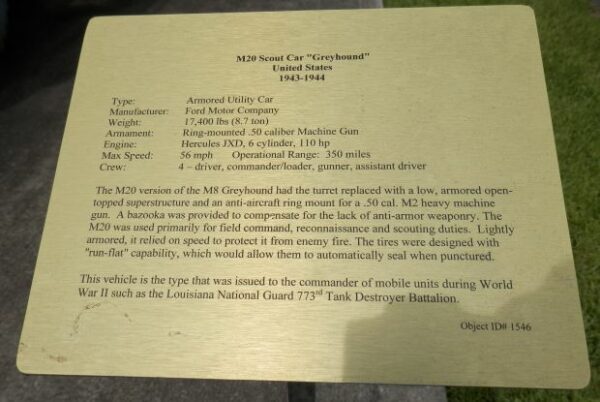 M20 Scout Car "Greyhound"
United States
1943-1944
Type: Armored Utility Car
Manufacturer: Ford Motor Company
Weight: 17,400 lbs (8.7 ton)
Armament: Ring-mounted .50 caliber Machine Gun
Engine: Hercules JXD, 6 cylinder, 110 hp
Max Speed: 56 mph Operational Range: 350 miles
Crew: 4 – driver, commander/loader, gunner, assistant driver
The M20 version of the M8 Greyhound had the turret replaced with a low, armored open-
topped superstructure and an anti-aircraft ring mount for a .50 cal. M2 heavy machine
gun. A bazooka was provided to compensate for the lack of anti-armor weaponry. The
M20 was used primarily for field command, reconnaissance and scouting duties. Lightly
armored, it relied on speed to protect it from enemy fire. The tires were designed with
"run-flat" capability, which would allow them to automatically seal when punctured.
This vehicle is the type that was issued to the commander of mobile units during World
War II such as the Louisiana National Guard 773rd Tank Destroyer Battalion.
Object ID# 1546